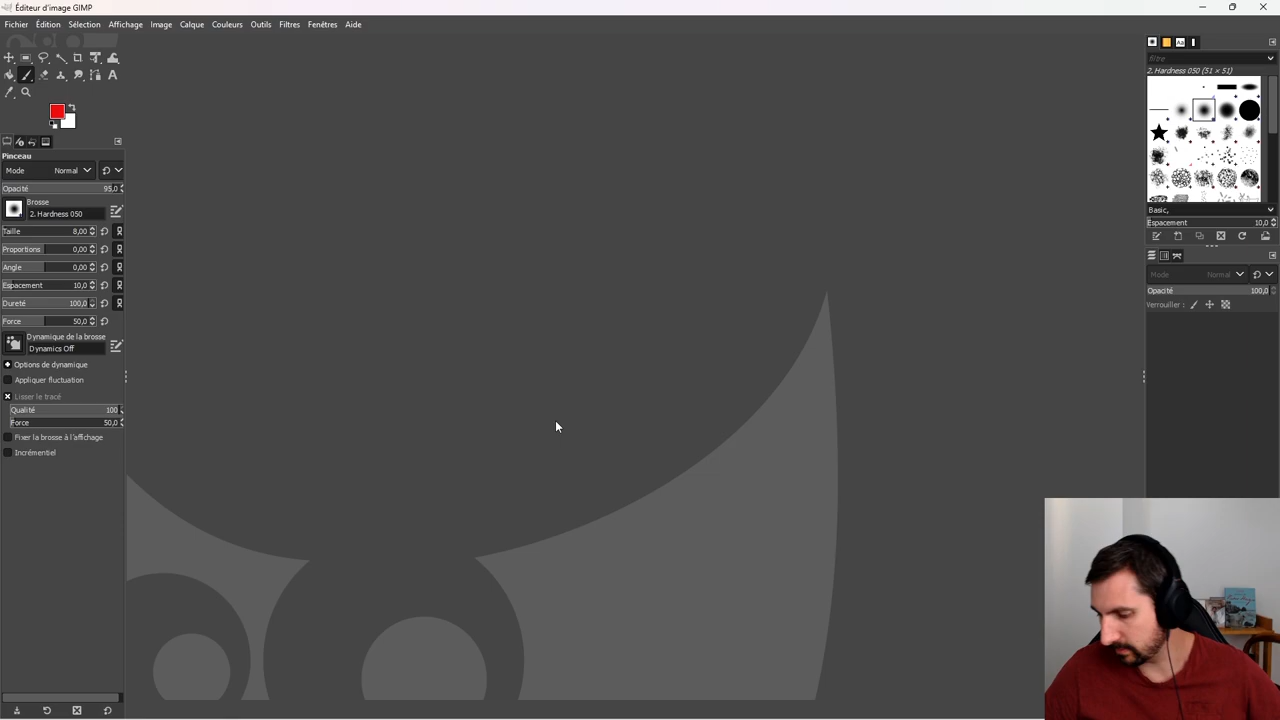 Éditeur d'image GIMP
Fichier Édition Sélection Affichage Image Calque Couleurs Outils Filtres Fenêtres Aide
filtre
2. Hardness 050 (51 × 51)
Pinceau
Mode Normal
Opacité 95,0
Brosse
2. Hardness 050
Taille 8,00
Proportions 0,00
Angle 0,00
Espacement 10,0
Dureté 100,0
Force 50,0
Dynamique de la brosse
Dynamics Off
Options de dynamique
Appliquer fluctuation
Lisser le tracé
Qualité 100
Force 50,0
Fixer la brosse à l'affichage
Incrémentiel
Basic,
Espacement 10,0
Mode Normal
Opacité 100,0
Verrouiller :